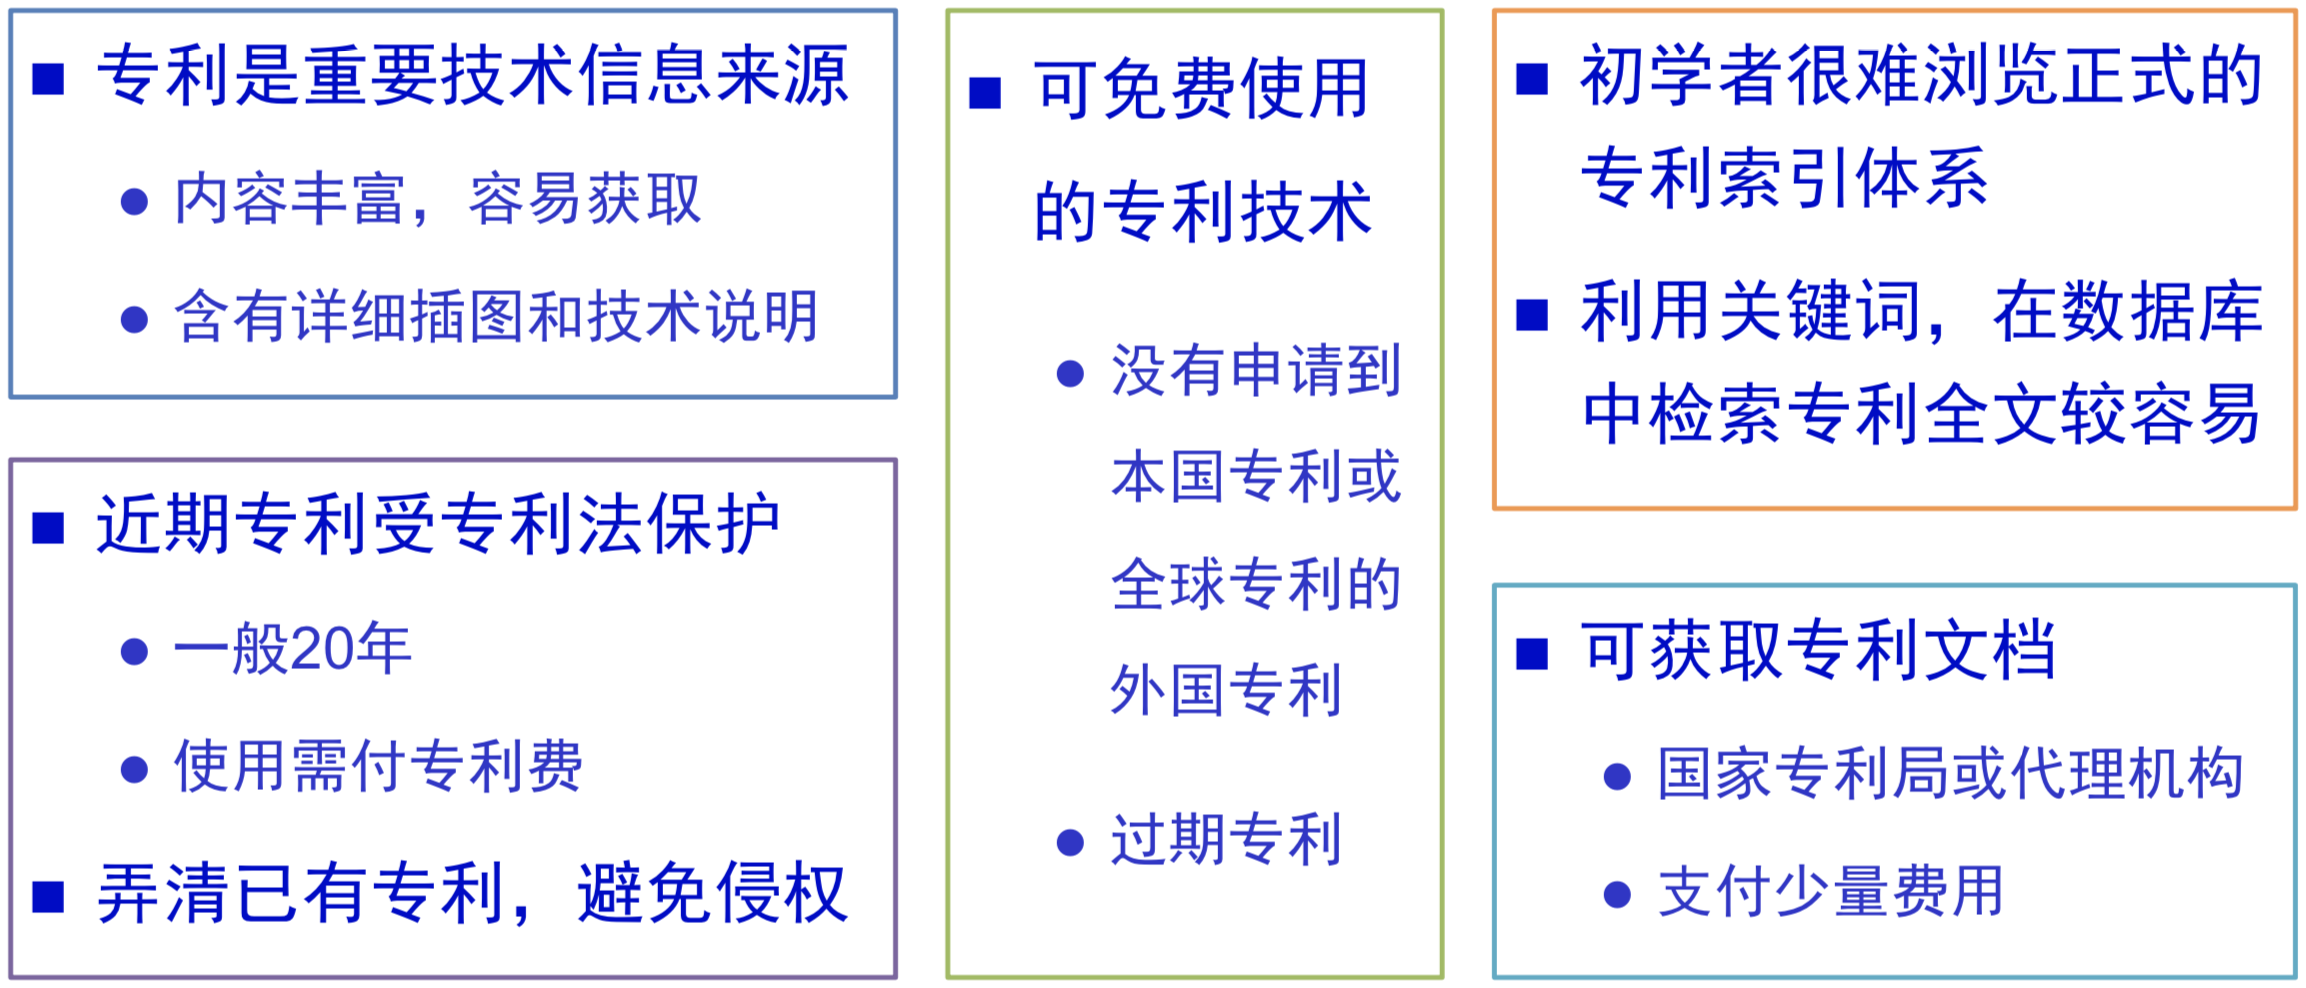 ■ 专利是重要技术信息来源
● 内容丰富，容易获取
● 含有详细插图和技术说明
■ 近期专利受专利法保护
● 一般20年
● 使用需付专利费
■ 弄清已有专利，避免侵权
■ 可免费使用
的专利技术
● 没有申请到
本国专利或
全球专利的
外国专利
● 过期专利
■ 初学者很难浏览正式的
专利索引体系
■ 利用关键词，在数据库
中检索专利全文较容易
■ 可获取专利文档
● 国家专利局或代理机构
● 支付少量费用